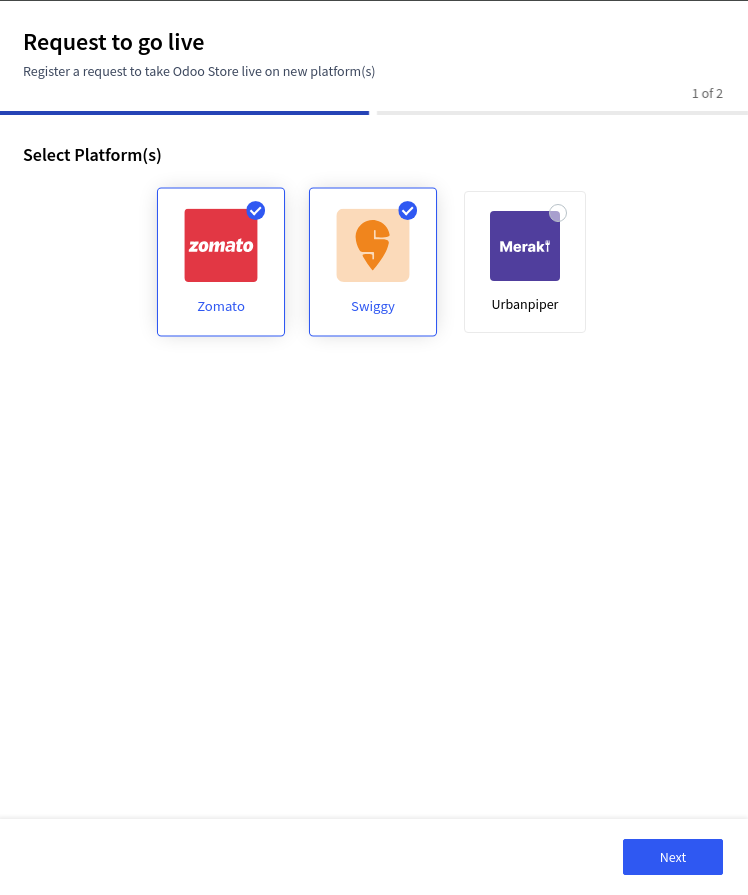 Request to go live
Register a request to take Odoo Store live on new platform(s)
1 of 2
Select Platform(s)
zomato
Meraki
Zomato
Swiggy
Urbanpiper
Next